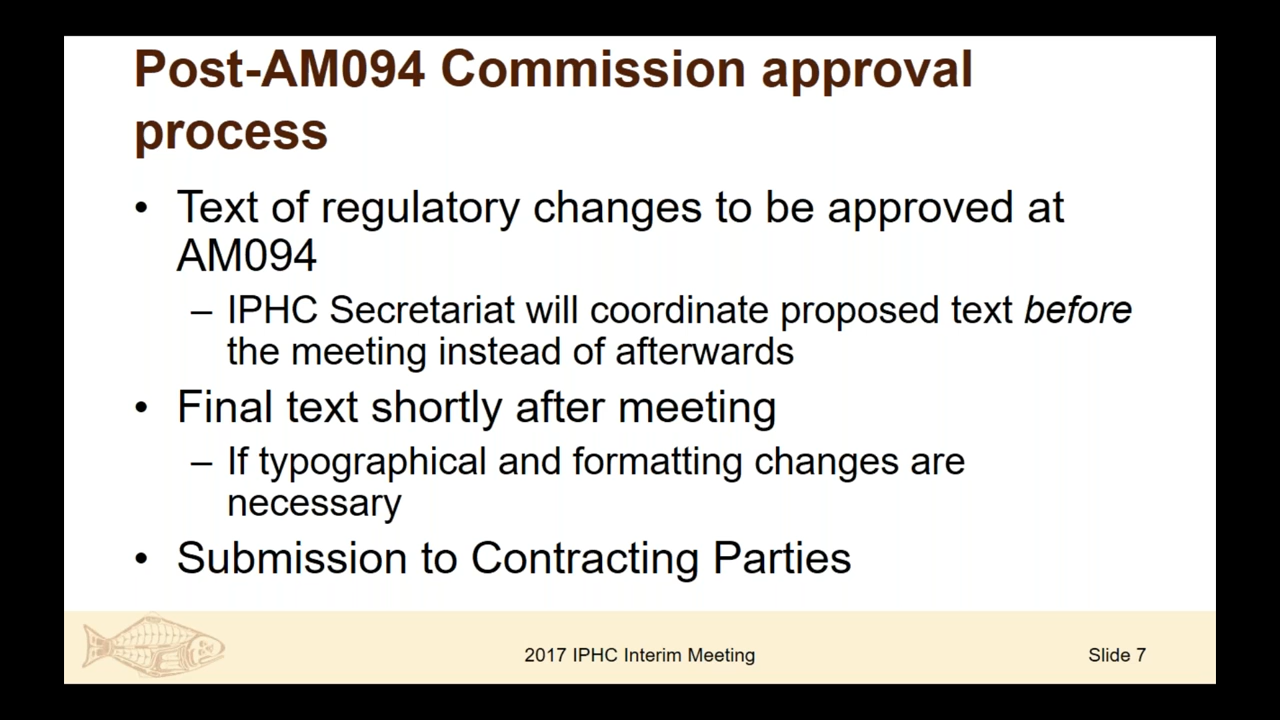 Post-AM094 Commission approval
process
• Text of regulatory changes to be approved at
AM094
– IPHC Secretariat will coordinate proposed text before
the meeting instead of afterwards
• Final text shortly after meeting
– If typographical and formatting changes are
necessary
• Submission to Contracting Parties
2017 IPHC Interim Meeting
Slide 7